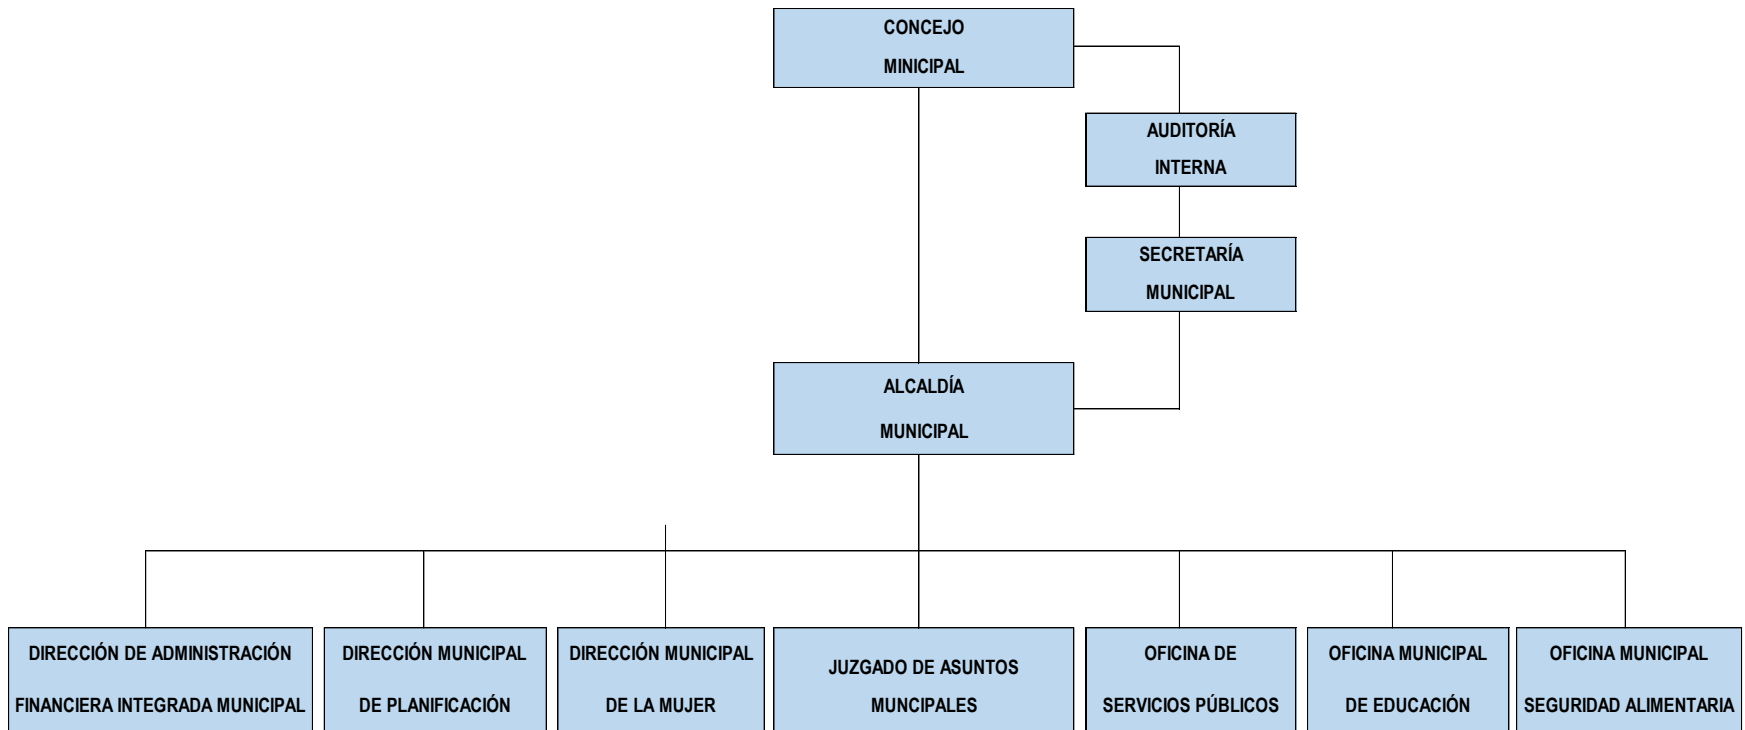 CONCEJO
MINICIPAL
AUDITORÍA
INTERNA
SECRETARÍA
MUNICIPAL
ALCALDÍA
MUNICIPAL
DIRECCIÓN DE ADMINISTRACIÓN
FINANCIERA INTEGRADA MUNICIPAL
DIRECCIÓN MUNICIPAL
DE PLANIFICACIÓN
DIRECCIÓN MUNICIPAL
DE LA MUJER
JUZGADO DE ASUNTOS
MUNCIPALES
OFICINA DE
SERVICIOS PÚBLICOS
OFICINA MUNICIPAL
DE EDUCACIÓN
OFICINA MUNICIPAL
SEGURIDAD ALIMENTARIA